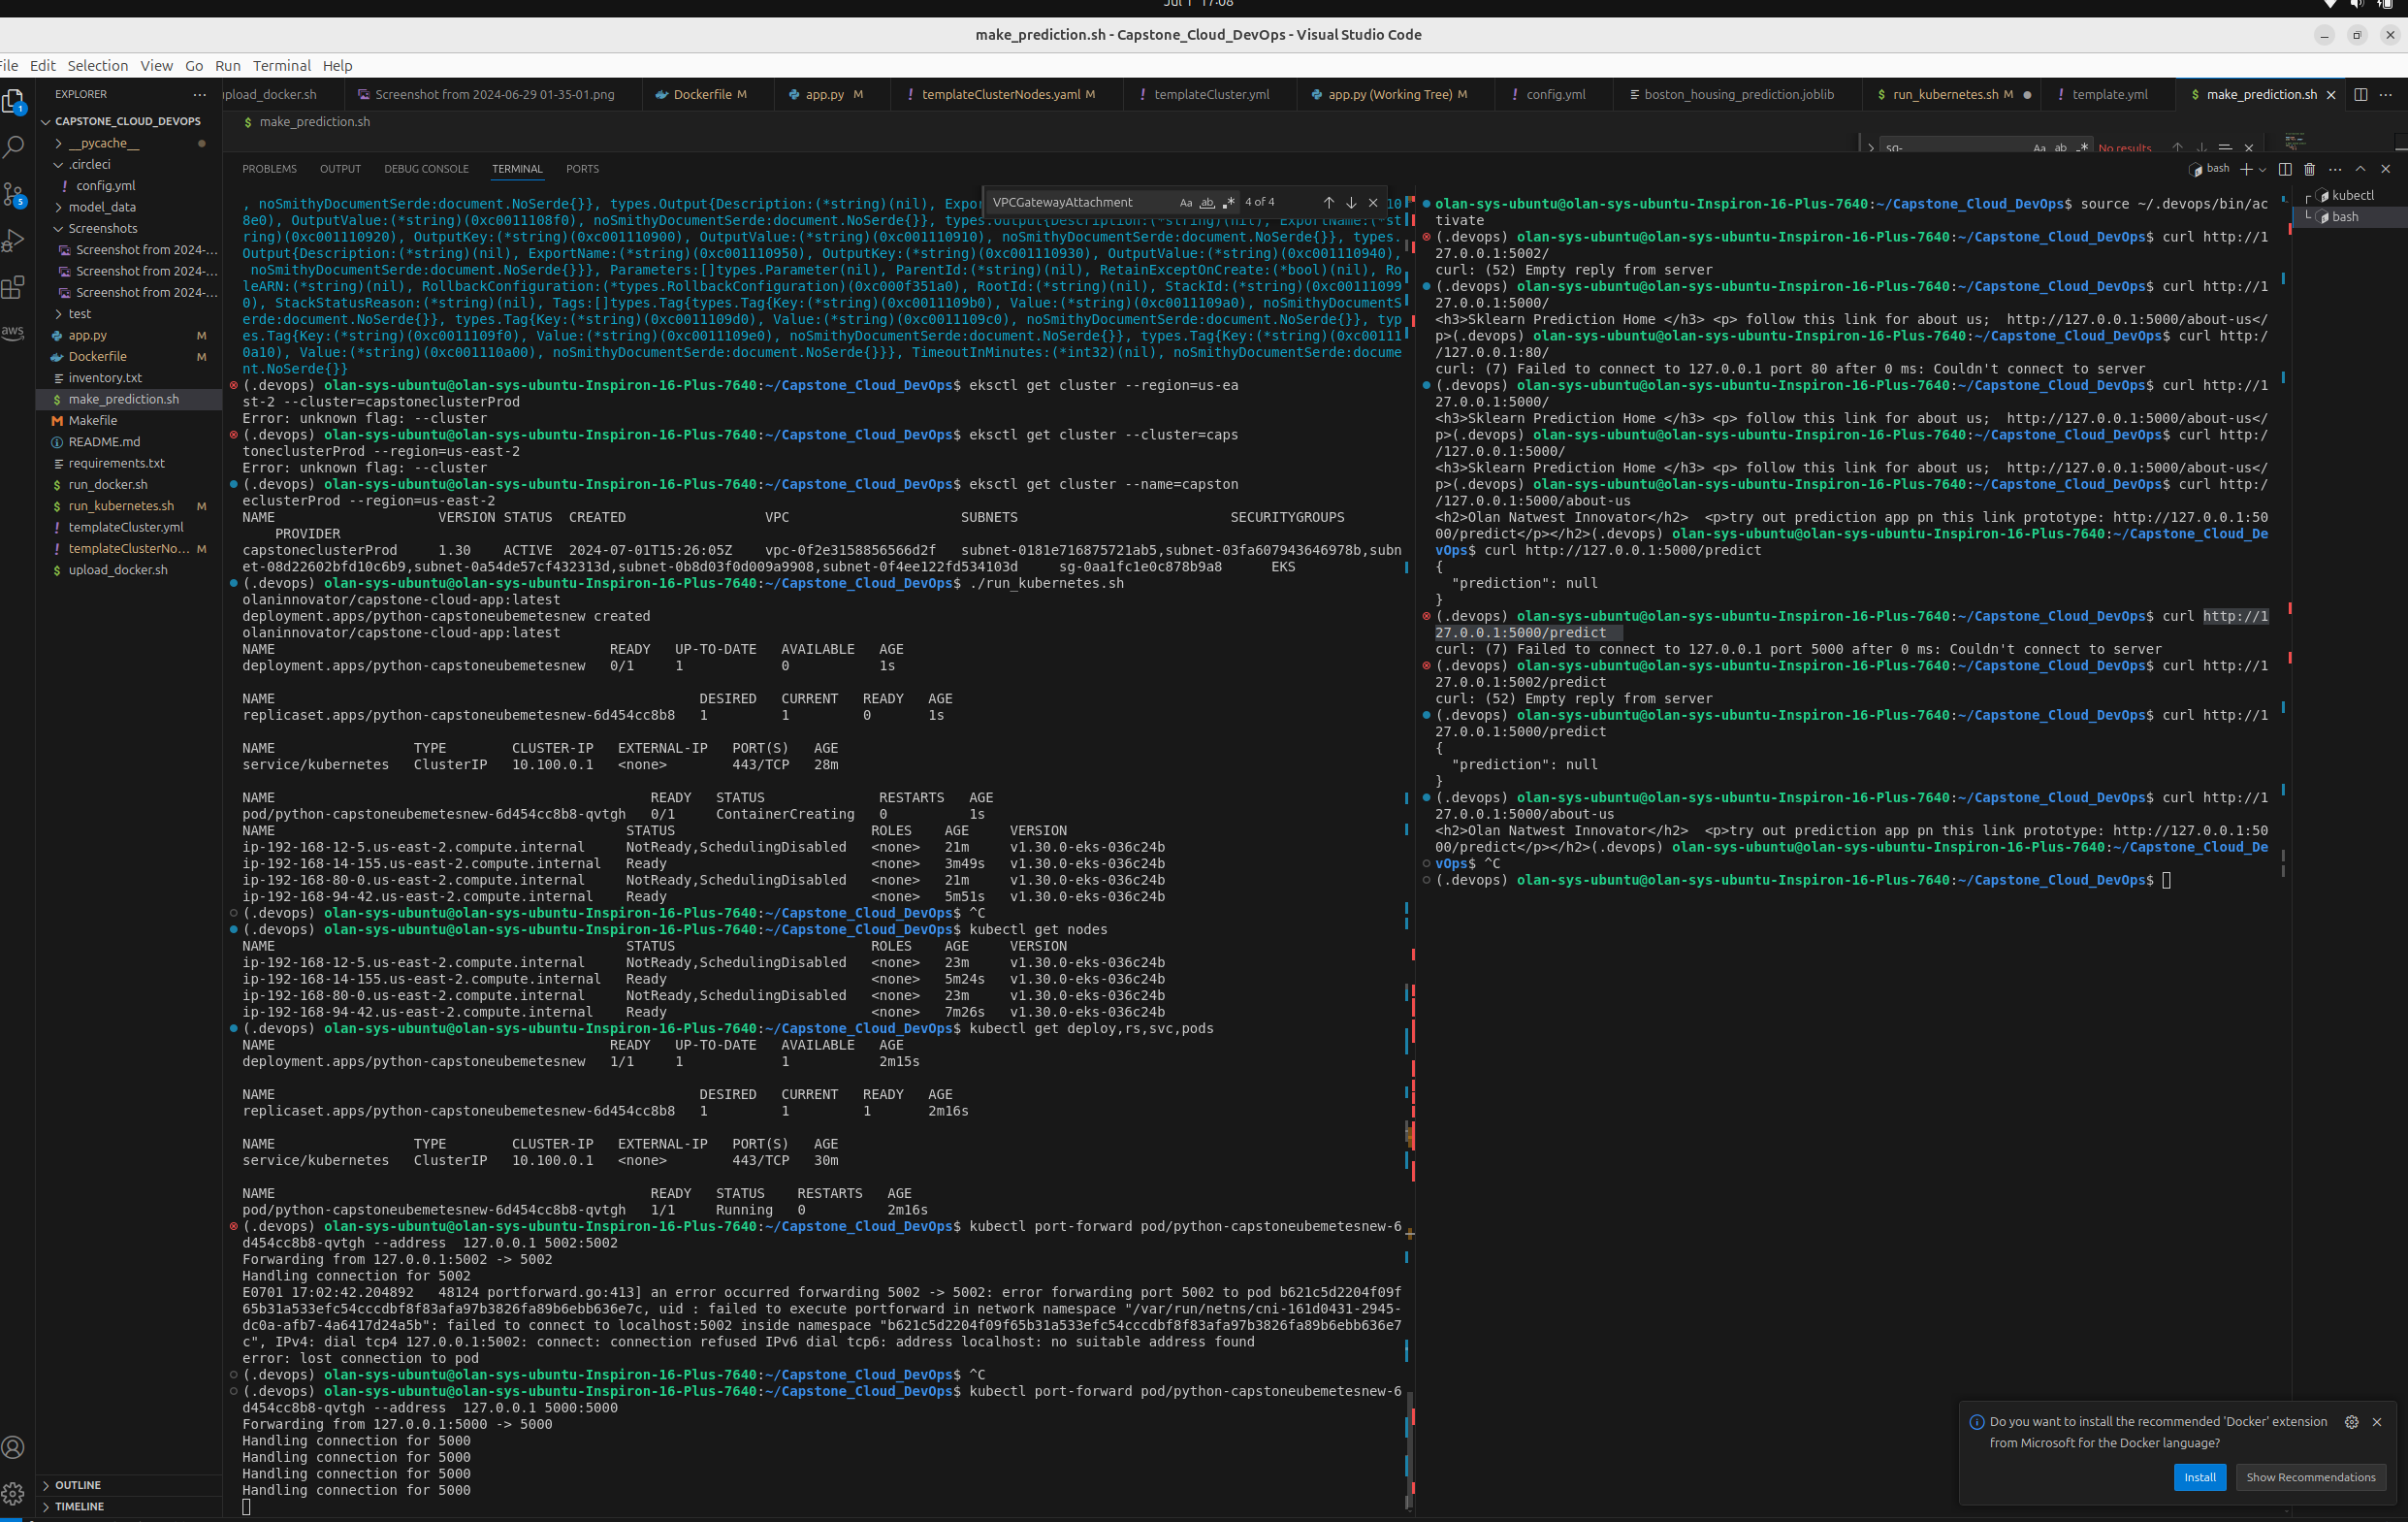 Jul 1 17:08
make_prediction.sh - Capstone_Cloud_DevOps - Visual Studio Code
File Edit Selection View Go Run Terminal Help
EXPLORER
upload_docker.sh Screenshot from 2024-06-29 01-35-01.png Dockerfile M app.py M templateClusterNodes.yaml M templateCluster.yml app.py (Working Tree) M config.yml boston_housing_prediction.joblib run_kubernetes.sh M template.yml make_prediction.sh
CAPSTONE_CLOUD_DEVOPS
__pycache__
.circleci
config.yml
model_data
Screenshots
Screenshot from 2024-...
Screenshot from 2024-...
Screenshot from 2024-...
test
app.py M
Dockerfile M
inventory.txt
make_prediction.sh
Makefile
README.md
requirements.txt
run_docker.sh
run_kubernetes.sh M
templateCluster.yml
templateClusterNo... M
upload_docker.sh
OUTLINE
TIMELINE
aws
1
5
make_prediction.sh
sg- Aa ab No results
PROBLEMS OUTPUT DEBUG CONSOLE TERMINAL PORTS
bash
VPCGatewayAttachment Aa ab 4 of 4
, noSmithyDocumentSerde:document.NoSerde{}}, types.Output{Description:(*string)(nil), Expor
8e0), OutputValue:(*string)(0xc0011108f0), noSmithyDocumentSerde:document.NoSerde{}}, types.Output{Description:(*string)(nil), ExportName:(*st
ring)(0xc001110920), OutputKey:(*string)(0xc001110900), OutputValue:(*string)(0xc001110910), noSmithyDocumentSerde:document.NoSerde{}}, types.
Output{Description:(*string)(nil), ExportName:(*string)(0xc001110950), OutputKey:(*string)(0xc001110930), OutputValue:(*string)(0xc001110940),
noSmithyDocumentSerde:document.NoSerde{}}}, Parameters:[]types.Parameter(nil), ParentId:(*string)(nil), RetainExceptOnCreate:(*bool)(nil), Ro
leARN:(*string)(nil), RollbackConfiguration:(*types.RollbackConfiguration)(0xc000f351a0), RootId:(*string)(nil), StackId:(*string)(0xc00111099
0), StackStatusReason:(*string)(nil), Tags:[]types.Tag{types.Tag{Key:(*string)(0xc0011109b0), Value:(*string)(0xc0011109a0), noSmithyDocumentS
erde:document.NoSerde{}}, types.Tag{Key:(*string)(0xc0011109d0), Value:(*string)(0xc0011109c0), noSmithyDocumentSerde:document.NoSerde{}}, typ
es.Tag{Key:(*string)(0xc0011109f0), Value:(*string)(0xc0011109e0), noSmithyDocumentSerde:document.NoSerde{}}, types.Tag{Key:(*string)(0xc00111
0a10), Value:(*string)(0xc001110a00), noSmithyDocumentSerde:document.NoSerde{}}}, TimeoutInMinutes:(*int32)(nil), noSmithyDocumentSerde:docume
nt.NoSerde{}}
(.devops) olan-sys-ubuntu@olan-sys-ubuntu-Inspiron-16-Plus-7640:~/Capstone_Cloud_DevOps$ eksctl get cluster --region=us-ea
st-2 --cluster=capstoneclusterProd
Error: unknown flag: --cluster
(.devops) olan-sys-ubuntu@olan-sys-ubuntu-Inspiron-16-Plus-7640:~/Capstone_Cloud_DevOps$ eksctl get cluster --cluster=caps
toneclusterProd --region=us-east-2
Error: unknown flag: --cluster
(.devops) olan-sys-ubuntu@olan-sys-ubuntu-Inspiron-16-Plus-7640:~/Capstone_Cloud_DevOps$ eksctl get cluster --name=capston
eclusterProd --region=us-east-2
NAME VERSION STATUS CREATED VPC SUBNETS SECURITYGROUPS
PROVIDER
capstoneclusterProd 1.30 ACTIVE 2024-07-01T15:26:05Z vpc-0f2e3158856566d2f subnet-0181e716875721ab5,subnet-03fa607943646978b,subn
et-08d22602bfd10c6b9,subnet-0a54de57cf432313d,subnet-0b8d03f0d009a9908,subnet-0f4ee122fd534103d sg-0aa1fc1e0c878b9a8 EKS
(.devops) olan-sys-ubuntu@olan-sys-ubuntu-Inspiron-16-Plus-7640:~/Capstone_Cloud_DevOps$ ./run_kubernetes.sh
olaninnovator/capstone-cloud-app:latest
deployment.apps/python-capstoneubemetesnew created
olaninnovator/capstone-cloud-app:latest
NAME READY UP-TO-DATE AVAILABLE AGE
deployment.apps/python-capstoneubemetesnew 0/1 1 0 1s
NAME DESIRED CURRENT READY AGE
replicaset.apps/python-capstoneubemetesnew-6d454cc8b8 1 1 0 1s
NAME TYPE CLUSTER-IP EXTERNAL-IP PORT(S) AGE
service/kubernetes ClusterIP 10.100.0.1 <none> 443/TCP 28m
NAME READY STATUS RESTARTS AGE
pod/python-capstoneubemetesnew-6d454cc8b8-qvtgh 0/1 ContainerCreating 0 1s
NAME STATUS ROLES AGE VERSION
ip-192-168-12-5.us-east-2.compute.internal NotReady,SchedulingDisabled <none> 21m v1.30.0-eks-036c24b
ip-192-168-14-155.us-east-2.compute.internal Ready <none> 3m49s v1.30.0-eks-036c24b
ip-192-168-80-0.us-east-2.compute.internal NotReady,SchedulingDisabled <none> 21m v1.30.0-eks-036c24b
ip-192-168-94-42.us-east-2.compute.internal Ready <none> 5m51s v1.30.0-eks-036c24b
(.devops) olan-sys-ubuntu@olan-sys-ubuntu-Inspiron-16-Plus-7640:~/Capstone_Cloud_DevOps$ ^C
(.devops) olan-sys-ubuntu@olan-sys-ubuntu-Inspiron-16-Plus-7640:~/Capstone_Cloud_DevOps$ kubectl get nodes
NAME STATUS ROLES AGE VERSION
ip-192-168-12-5.us-east-2.compute.internal NotReady,SchedulingDisabled <none> 23m v1.30.0-eks-036c24b
ip-192-168-14-155.us-east-2.compute.internal Ready <none> 5m24s v1.30.0-eks-036c24b
ip-192-168-80-0.us-east-2.compute.internal NotReady,SchedulingDisabled <none> 23m v1.30.0-eks-036c24b
ip-192-168-94-42.us-east-2.compute.internal Ready <none> 7m26s v1.30.0-eks-036c24b
(.devops) olan-sys-ubuntu@olan-sys-ubuntu-Inspiron-16-Plus-7640:~/Capstone_Cloud_DevOps$ kubectl get deploy,rs,svc,pods
NAME READY UP-TO-DATE AVAILABLE AGE
deployment.apps/python-capstoneubemetesnew 1/1 1 1 2m15s
NAME DESIRED CURRENT READY AGE
replicaset.apps/python-capstoneubemetesnew-6d454cc8b8 1 1 1 2m16s
NAME TYPE CLUSTER-IP EXTERNAL-IP PORT(S) AGE
service/kubernetes ClusterIP 10.100.0.1 <none> 443/TCP 30m
NAME READY STATUS RESTARTS AGE
pod/python-capstoneubemetesnew-6d454cc8b8-qvtgh 1/1 Running 0 2m16s
(.devops) olan-sys-ubuntu@olan-sys-ubuntu-Inspiron-16-Plus-7640:~/Capstone_Cloud_DevOps$ kubectl port-forward pod/python-capstoneubemetesnew-6
d454cc8b8-qvtgh --address 127.0.0.1 5002:5002
Forwarding from 127.0.0.1:5002 -> 5002
Handling connection for 5002
E0701 17:02:42.204892 48124 portforward.go:413] an error occurred forwarding 5002 -> 5002: error forwarding port 5002 to pod b621c5d2204f09f
65b31a533efc54cccdbf8f83afa97b3826fa89b6ebb636e7c, uid : failed to execute portforward in network namespace "/var/run/netns/cni-161d0431-2945-
dc0a-afb7-4a6417d24a5b": failed to connect to localhost:5002 inside namespace "b621c5d2204f09f65b31a533efc54cccdbf8f83afa97b3826fa89b6ebb636e7
c", IPv4: dial tcp4 127.0.0.1:5002: connect: connection refused IPv6 dial tcp6: address localhost: no suitable address found
error: lost connection to pod
(.devops) olan-sys-ubuntu@olan-sys-ubuntu-Inspiron-16-Plus-7640:~/Capstone_Cloud_DevOps$ ^C
(.devops) olan-sys-ubuntu@olan-sys-ubuntu-Inspiron-16-Plus-7640:~/Capstone_Cloud_DevOps$ kubectl port-forward pod/python-capstoneubemetesnew-6
d454cc8b8-qvtgh --address 127.0.0.1 5000:5000
Forwarding from 127.0.0.1:5000 -> 5000
Handling connection for 5000
Handling connection for 5000
Handling connection for 5000
Handling connection for 5000
olan-sys-ubuntu@olan-sys-ubuntu-Inspiron-16-Plus-7640:~/Capstone_Cloud_DevOps$ source ~/.devops/bin/ac
tivate
(.devops) olan-sys-ubuntu@olan-sys-ubuntu-Inspiron-16-Plus-7640:~/Capstone_Cloud_DevOps$ curl http://1
27.0.0.1:5002/
curl: (52) Empty reply from server
(.devops) olan-sys-ubuntu@olan-sys-ubuntu-Inspiron-16-Plus-7640:~/Capstone_Cloud_DevOps$ curl http://1
27.0.0.1:5000/
<h3>Sklearn Prediction Home </h3> <p> follow this link for about us; http://127.0.0.1:5000/about-us</
p>(.devops) olan-sys-ubuntu@olan-sys-ubuntu-Inspiron-16-Plus-7640:~/Capstone_Cloud_DevOps$ curl http:/
/127.0.0.1:80/
curl: (7) Failed to connect to 127.0.0.1 port 80 after 0 ms: Couldn't connect to server
(.devops) olan-sys-ubuntu@olan-sys-ubuntu-Inspiron-16-Plus-7640:~/Capstone_Cloud_DevOps$ curl http://1
27.0.0.1:5000/
<h3>Sklearn Prediction Home </h3> <p> follow this link for about us; http://127.0.0.1:5000/about-us</
p>(.devops) olan-sys-ubuntu@olan-sys-ubuntu-Inspiron-16-Plus-7640:~/Capstone_Cloud_DevOps$ curl http:/
/127.0.0.1:5000/
<h3>Sklearn Prediction Home </h3> <p> follow this link for about us; http://127.0.0.1:5000/about-us</
p>(.devops) olan-sys-ubuntu@olan-sys-ubuntu-Inspiron-16-Plus-7640:~/Capstone_Cloud_DevOps$ curl http:/
/127.0.0.1:5000/about-us
<h2>Olan Natwest Innovator</h2> <p>try out prediction app pn this link prototype: http://127.0.0.1:50
00/predict</p></h2>(.devops) olan-sys-ubuntu@olan-sys-ubuntu-Inspiron-16-Plus-7640:~/Capstone_Cloud_De
vOps$ curl http://127.0.0.1:5000/predict
{
"prediction": null
}
(.devops) olan-sys-ubuntu@olan-sys-ubuntu-Inspiron-16-Plus-7640:~/Capstone_Cloud_DevOps$ curl http://1
27.0.0.1:5000/predict
curl: (7) Failed to connect to 127.0.0.1 port 5000 after 0 ms: Couldn't connect to server
(.devops) olan-sys-ubuntu@olan-sys-ubuntu-Inspiron-16-Plus-7640:~/Capstone_Cloud_DevOps$ curl http://1
27.0.0.1:5002/predict
curl: (52) Empty reply from server
(.devops) olan-sys-ubuntu@olan-sys-ubuntu-Inspiron-16-Plus-7640:~/Capstone_Cloud_DevOps$ curl http://1
27.0.0.1:5000/predict
{
"prediction": null
}
(.devops) olan-sys-ubuntu@olan-sys-ubuntu-Inspiron-16-Plus-7640:~/Capstone_Cloud_DevOps$ curl http://1
27.0.0.1:5000/about-us
<h2>Olan Natwest Innovator</h2> <p>try out prediction app pn this link prototype: http://127.0.0.1:50
00/predict</p></h2>(.devops) olan-sys-ubuntu@olan-sys-ubuntu-Inspiron-16-Plus-7640:~/Capstone_Cloud_De
vOps$ ^C
(.devops) olan-sys-ubuntu@olan-sys-ubuntu-Inspiron-16-Plus-7640:~/Capstone_Cloud_DevOps$
kubectl
bash
Do you want to install the recommended 'Docker' extension
from Microsoft for the Docker language?
Install Show Recommendations